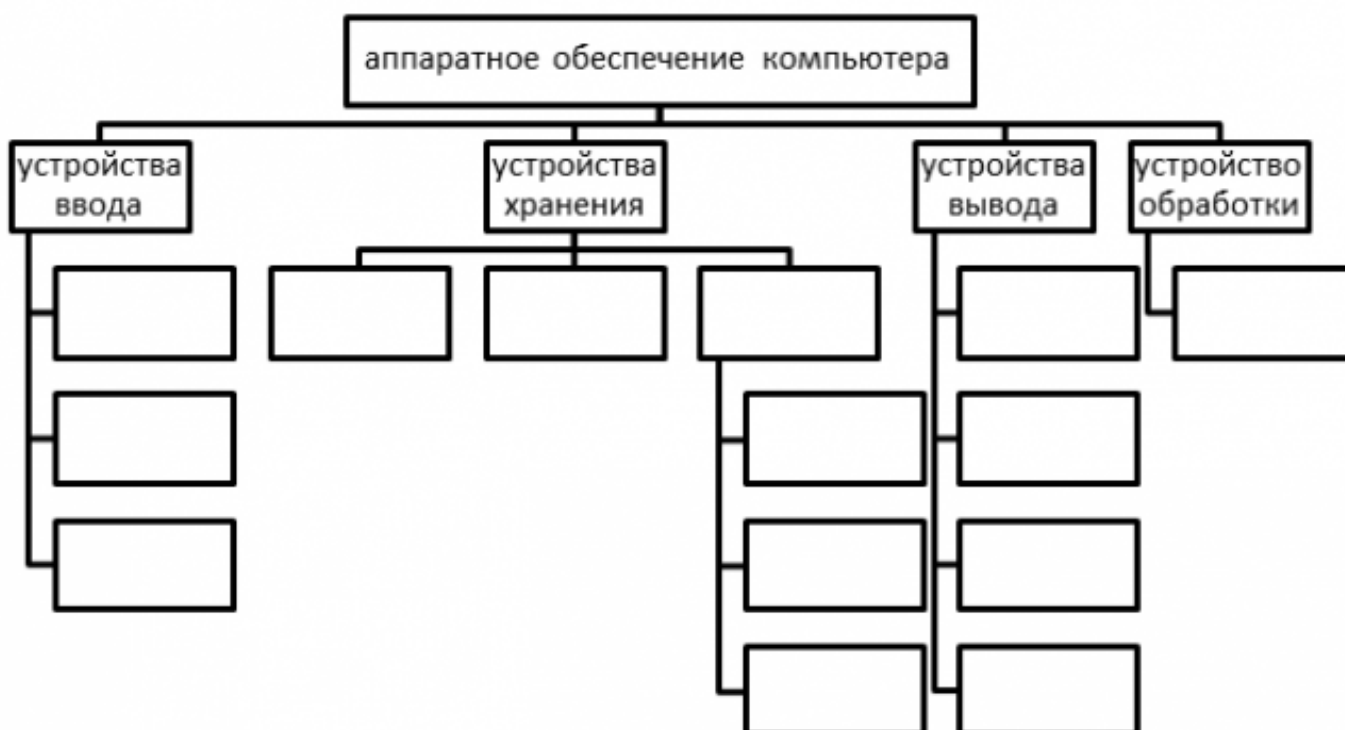 аппаратное обеспечение компьютера
устройства
ввода
устройства
хранения
устройства
вывода
устройство
обработки